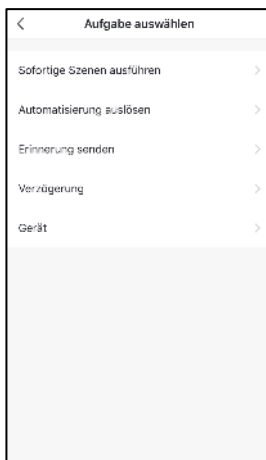 Aufgabe auswählen
Sofortige Szenen ausführen
Automatisierung auslösen
Erinnerung senden
Verzögerung
Gerät